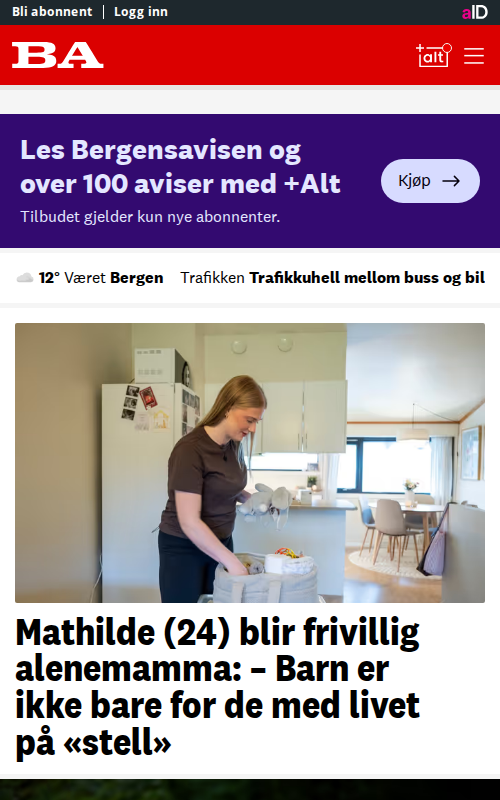 Bli abonnent | Logg inn
aID
BA
+alt
Les Bergensavisen og
over 100 aviser med +Alt
Tilbudet gjelder kun nye abonnenter.
Kjøp →
12° Været Bergen Trafikken Trafikkuhell mellom buss og bil
Mathilde (24) blir frivillig
alenemamma: – Barn er
ikke bare for de med livet
på «stell»